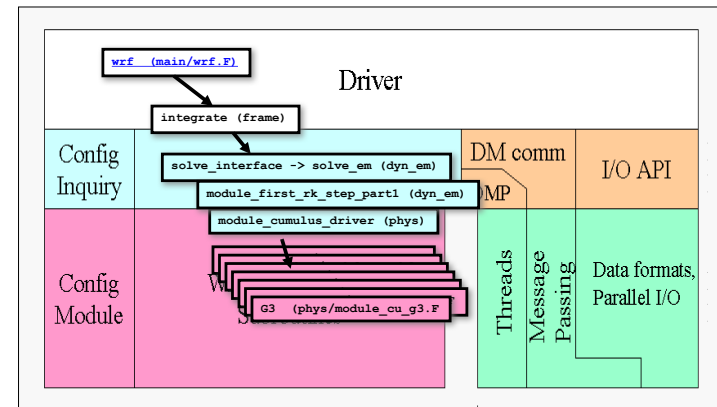 wrf (main/wrf.F)
Driver
integrate (frame)
Config
Inquiry
solve_interface -> solve_em (dyn_em)
DM comm
I/O API
module_first_rk_step_part1 (dyn_em)
module_cumulus_driver (phys)
Config
Module
G3 (phys/module_cu_g3.F
Threads
Message
Passing
Data formats,
Parallel I/O